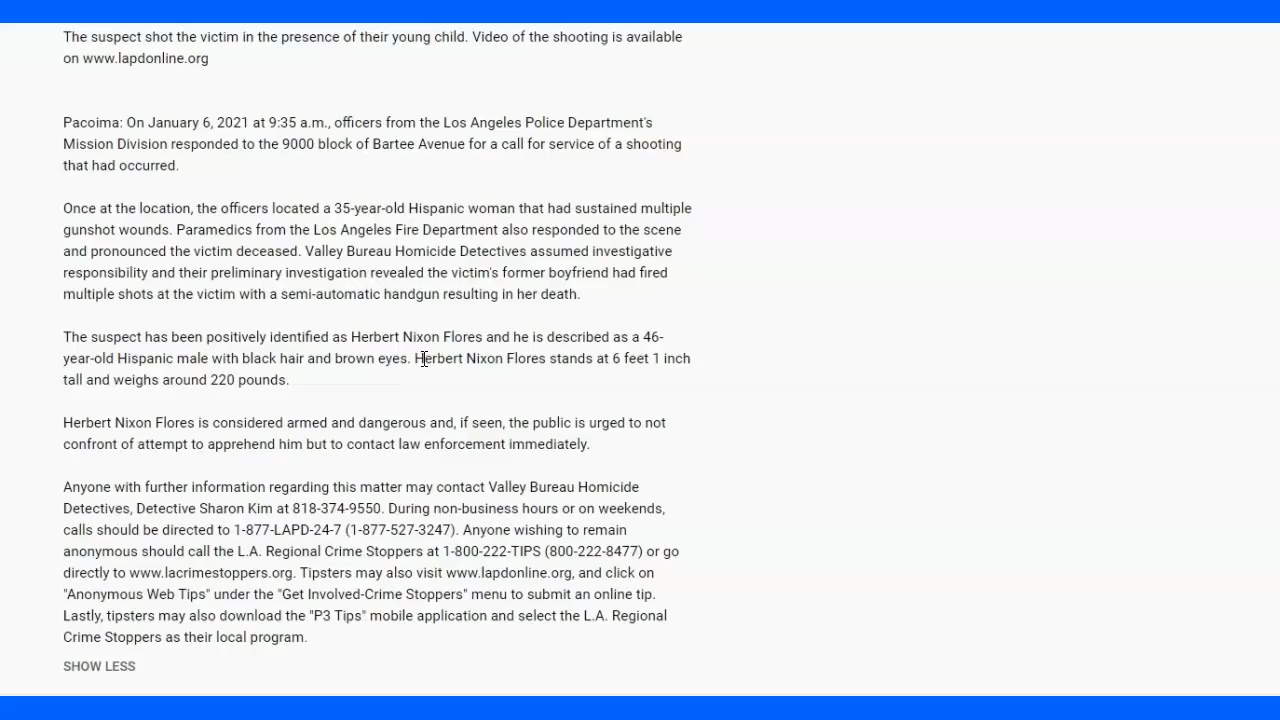 The suspect shot the victim in the presence of their young child. Video of the shooting is available
on www.lapdonline.org
Pacoima: On January 6, 2021 at 9:35 a.m., officers from the Los Angeles Police Department's
Mission Division responded to the 9000 block of Bartee Avenue for a call for service of a shooting
that had occurred.
Once at the location, the officers located a 35-year-old Hispanic woman that had sustained multiple
gunshot wounds. Paramedics from the Los Angeles Fire Department also responded to the scene
and pronounced the victim deceased. Valley Bureau Homicide Detectives assumed investigative
responsibility and their preliminary investigation revealed the victim's former boyfriend had fired
multiple shots at the victim with a semi-automatic handgun resulting in her death.
The suspect has been positively identified as Herbert Nixon Flores and he is described as a 46-
year-old Hispanic male with black hair and brown eyes. Herbert Nixon Flores stands at 6 feet 1 inch
tall and weighs around 220 pounds.
Herbert Nixon Flores is considered armed and dangerous and, if seen, the public is urged to not
confront of attempt to apprehend him but to contact law enforcement immediately.
Anyone with further information regarding this matter may contact Valley Bureau Homicide
Detectives, Detective Sharon Kim at 818-374-9550. During non-business hours or on weekends,
calls should be directed to 1-877-LAPD-24-7 (1-877-527-3247). Anyone wishing to remain
anonymous should call the L.A. Regional Crime Stoppers at 1-800-222-TIPS (800-222-8477) or go
directly to www.lacrimestoppers.org. Tipsters may also visit www.lapdonline.org, and click on
"Anonymous Web Tips" under the "Get Involved-Crime Stoppers" menu to submit an online tip.
Lastly, tipsters may also download the "P3 Tips" mobile application and select the L.A. Regional
Crime Stoppers as their local program.
SHOW LESS